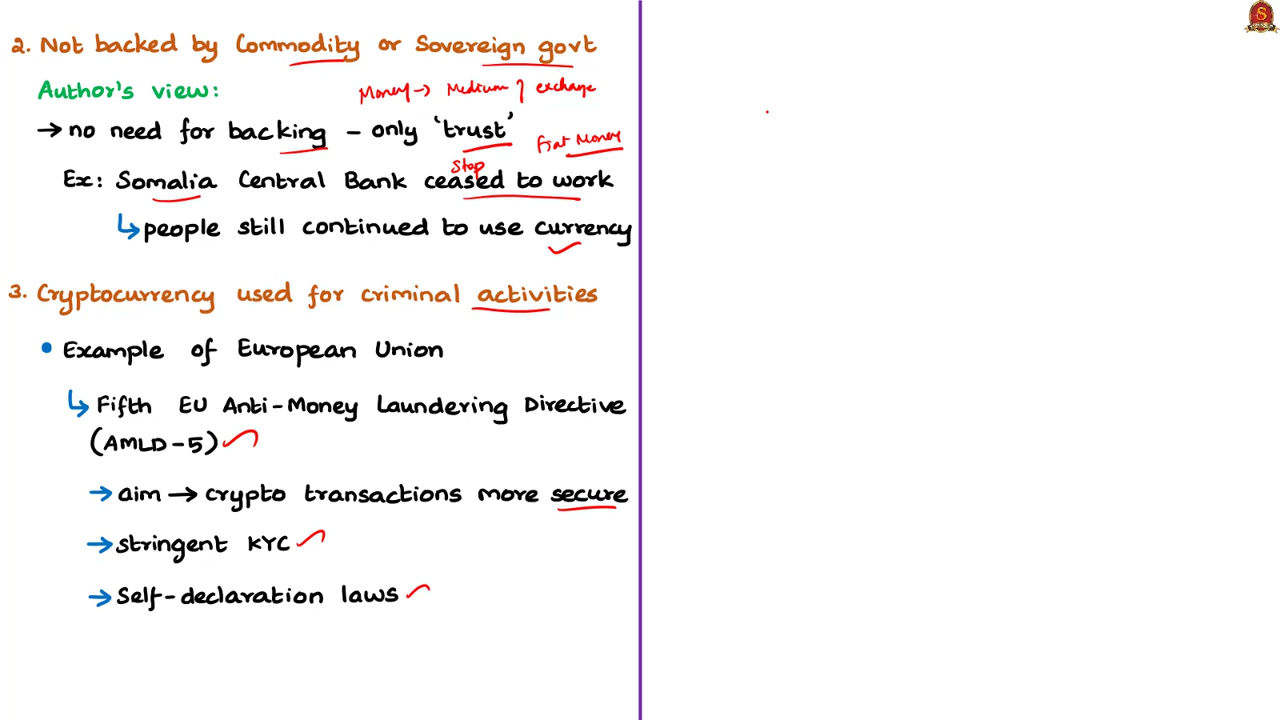 2. Not backed by Commodity or Sovereign govt
Author's view:
Money → Medium of exchange
→ no need for backing - only 'trust'
Fiat Money
Stop
Ex: Somalia Central Bank ceased to work
↳ people still continued to use currency
3. Cryptocurrency used for criminal activities
• Example of European Union
↳ Fifth EU Anti-Money Laundering Directive
(AMLD-5)
→ aim → crypto transactions more secure
→ stringent KYC
→ Self-declaration laws
S